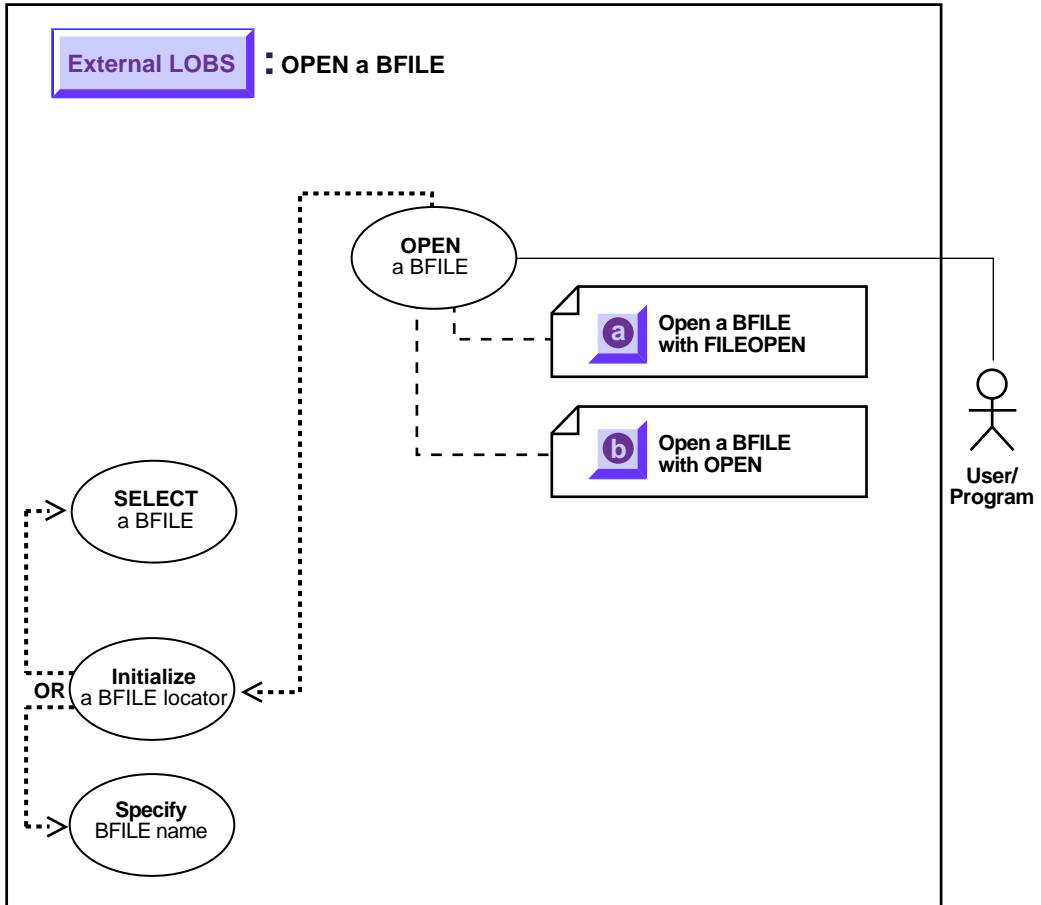 External LOBS : OPEN a BFILE
OPEN
a BFILE
a Open a BFILE
with FILEOPEN
b Open a BFILE
with OPEN
User/
Program
SELECT
a BFILE
Initialize
OR a BFILE locator
Specify
BFILE name